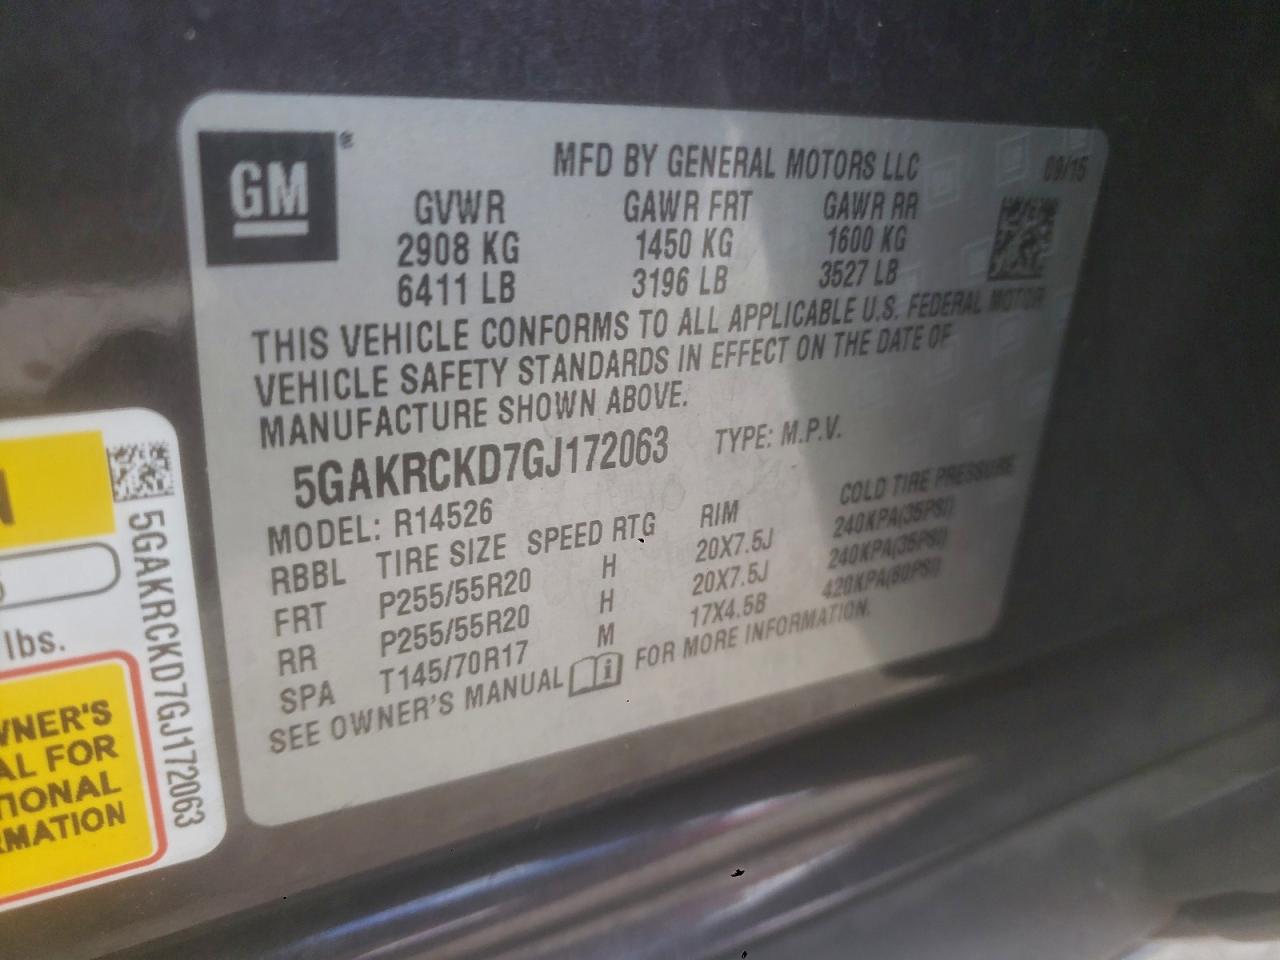 GM®
MFD BY GENERAL MOTORS LLC 09/15
GVWR GAWR FRT GAWR RR
2908 KG 1450 KG 1600 KG
6411 LB 3196 LB 3527 LB
THIS VEHICLE CONFORMS TO ALL APPLICABLE U.S. FEDERAL MOTOR
VEHICLE SAFETY STANDARDS IN EFFECT ON THE DATE OF
MANUFACTURE SHOWN ABOVE.
5GAKRCKD7GJ172063 TYPE: M.P.V.
MODEL: R14526
RBBL TIRE SIZE SPEED RTG RIM COLD TIRE PRESSURE
FRT P255/55R20 H 20X7.5J 240KPA(35PSI)
RR P255/55R20 H 20X7.5J 240KPA(35PSI)
SPA T145/70R17 M 17X4.5B 420KPA(60PSI)
SEE OWNER'S MANUAL FOR MORE INFORMATION.
5GAKRCKD7GJ172063
lbs.
WNER'S
AL FOR
TIONAL
RMATION